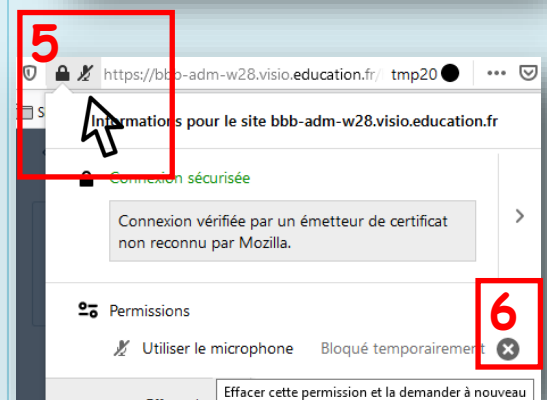 5
https://bbb-adm-w28.visio.education.fr/ tmp20
S
Informations pour le site bbb-adm-w28.visio.education.fr
Connexion sécurisée
Connexion vérifiée par un émetteur de certificat
non reconnu par Mozilla.
6
Permissions
Utiliser le microphone Bloqué temporairement
Effacer cette permission et la demander à nouveau